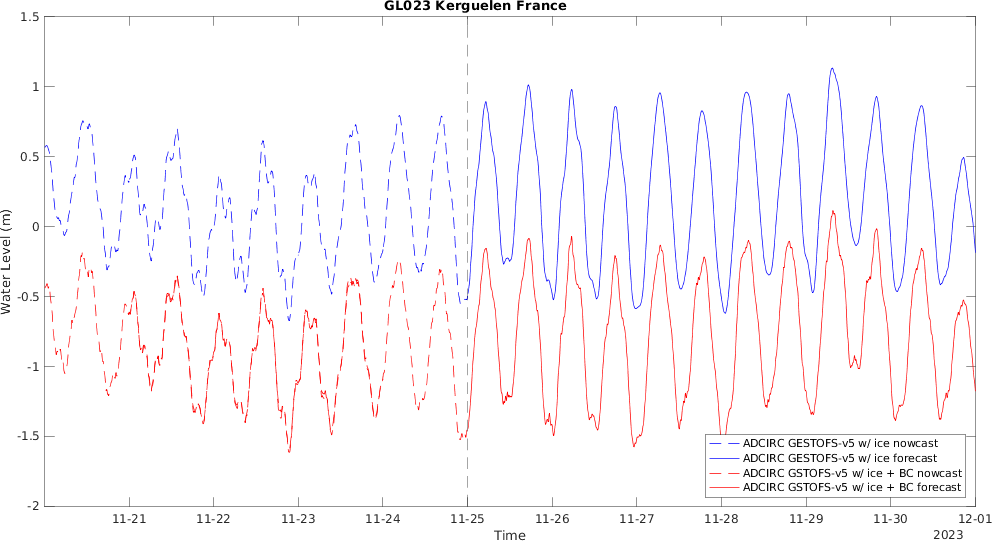 GL023 Kerguelen France
1.5
1
0.5
0
-0.5
-1
-1.5
-2
Water Level (m)
ADCIRC GESTOFS-v5 w/ ice nowcast
ADCIRC GESTOFS-v5 w/ ice forecast
ADCIRC GSTOFS-v5 w/ ice + BC nowcast
ADCIRC GSTOFS-v5 w/ ice + BC forecast
11-21 11-22 11-23 11-24 11-25 11-26 11-27 11-28 11-29 11-30 12-01
Time
2023